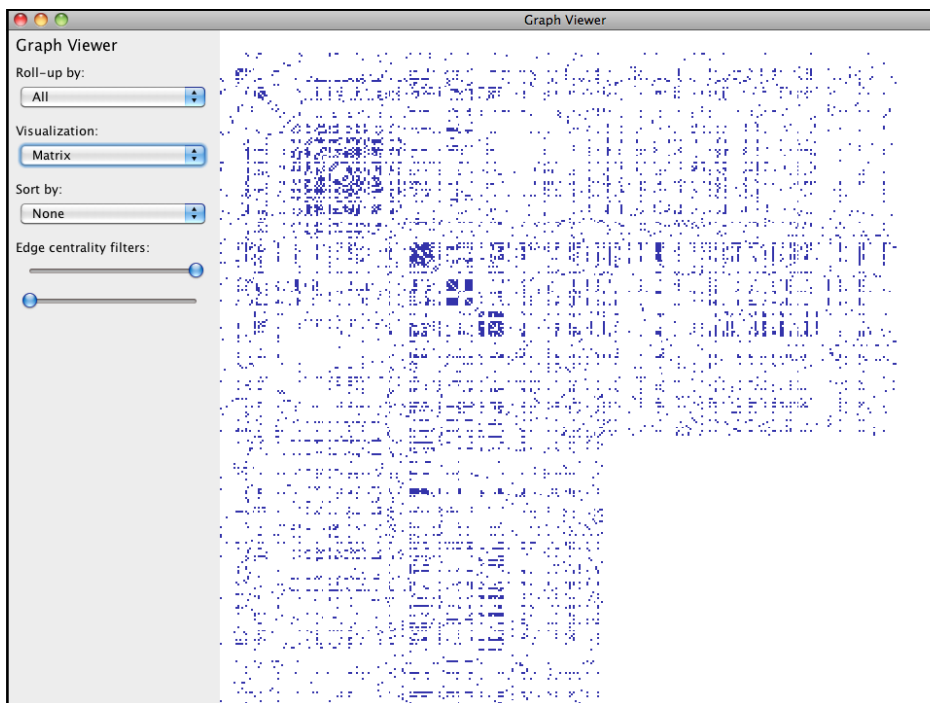 Graph Viewer
Graph Viewer
Roll-up by:
All
Visualization:
Matrix
Sort by:
None
Edge centrality filters: